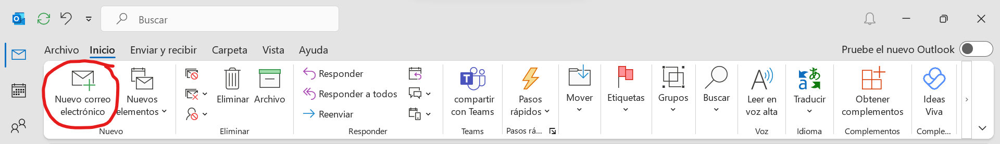 Buscar
Archivo Inicio Enviar y recibir Carpeta Vista Ayuda
Pruebe el nuevo Outlook
Nuevo correo
electrónico
Nuevos
elementos
Nuevo
Eliminar
Archivo
Eliminar
Responder
Responder a todos
Reenviar
Responder
compartir
con Teams
Teams
Pasos
rápidos
Pasos rá...
Mover
Etiquetas
Grupos
Buscar
Leer en
voz alta
Voz
Traducir
Idioma
Obtener
complementos
Complementos
Ideas
Viva
Comple...